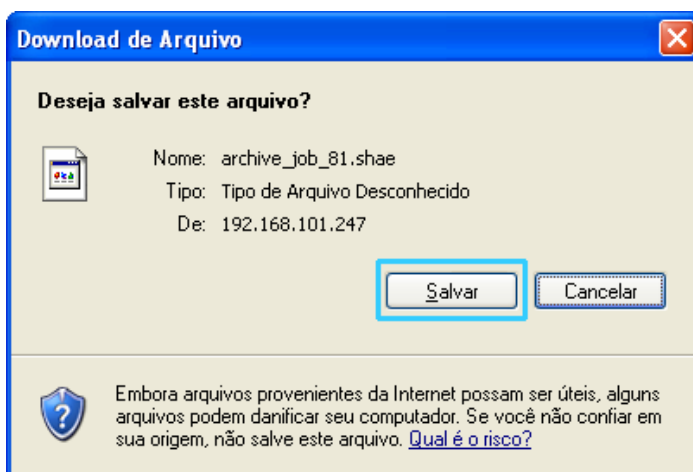 Download de Arquivo
Deseja salvar este arquivo?
Nome: archive_job_81.shae
Tipo: Tipo de Arquivo Desconhecido
De: 192.168.101.247
Salvar Cancelar
Embora arquivos provenientes da Internet possam ser úteis, alguns
arquivos podem danificar seu computador. Se você não confiar em
sua origem, não salve este arquivo. Qual é o risco?